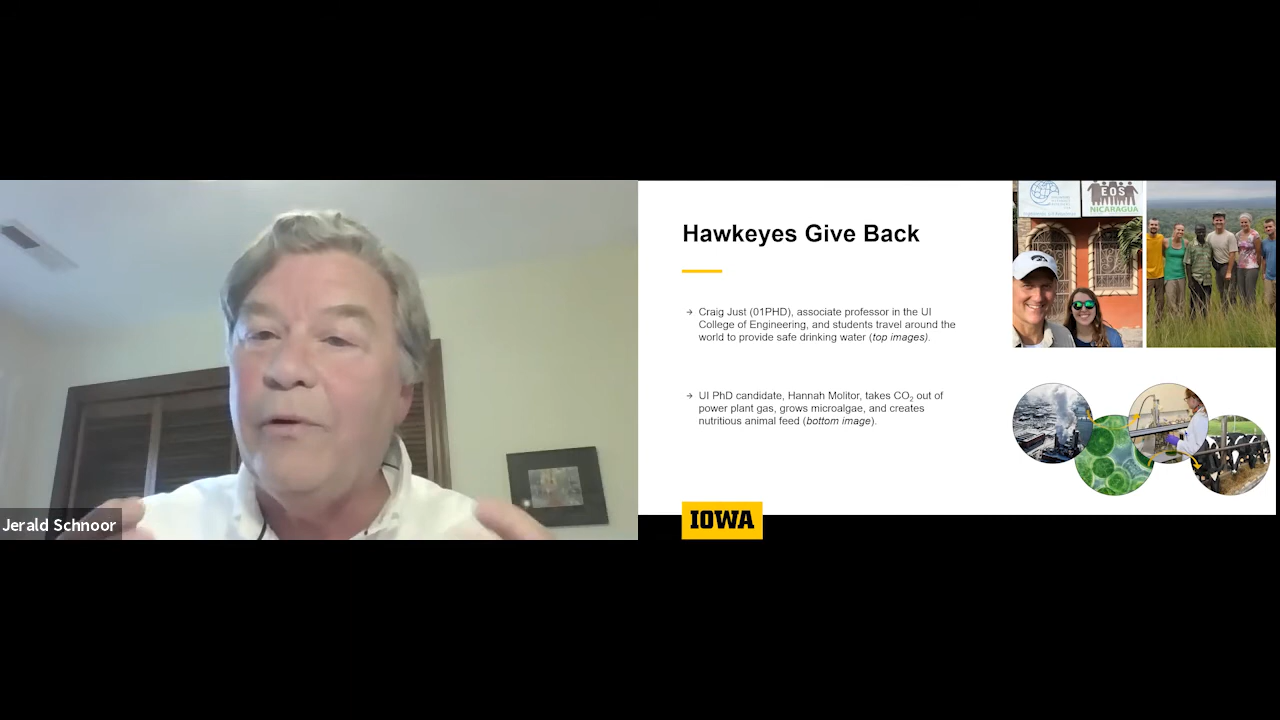 Jerald Schnoor
Hawkeyes Give Back
→ Craig Just (01PHD), associate professor in the UI
College of Engineering, and students travel around the
world to provide safe drinking water (top images).
→ UI PhD candidate, Hannah Molitor, takes CO₂ out of
power plant gas, grows microalgae, and creates
nutritious animal feed (bottom image).
EOS
NICARAGUA
IOWA